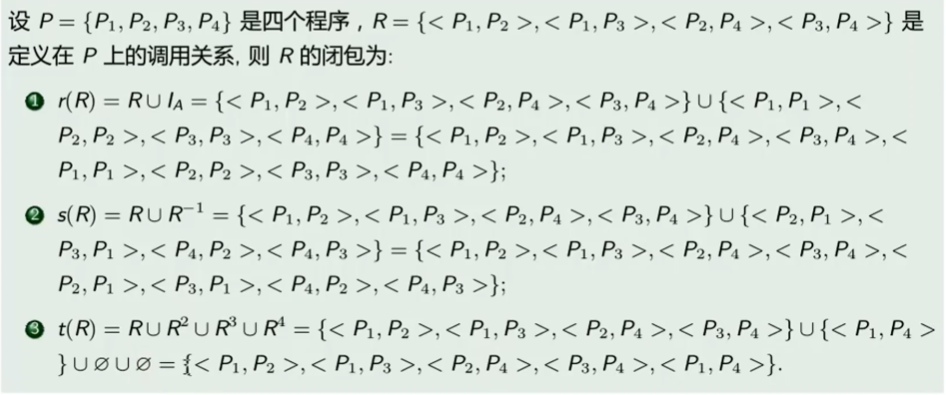 设 P = {P₁, P₂, P₃, P₄} 是四个程序，R = {< P₁, P₂ >, < P₁, P₃ >, < P₂, P₄ >, < P₃, P₄ >} 是
定义在 P 上的调用关系, 则 R 的闭包为:
1 r(R) = R ∪ I_A = {< P₁, P₂ >, < P₁, P₃ >, < P₂, P₄ >, < P₃, P₄ >} ∪ {< P₁, P₁ >, <
P₂, P₂ >, < P₃, P₃ >, < P₄, P₄ >} = {< P₁, P₂ >, < P₁, P₃ >, < P₂, P₄ >, < P₃, P₄ >, <
P₁, P₁ >, < P₂, P₂ >, < P₃, P₃ >, < P₄, P₄ >};
2 s(R) = R ∪ R⁻¹ = {< P₁, P₂ >, < P₁, P₃ >, < P₂, P₄ >, < P₃, P₄ >} ∪ {< P₂, P₁ >, <
P₃, P₁ >, < P₄, P₂ >, < P₄, P₃ >} = {< P₁, P₂ >, < P₁, P₃ >, < P₂, P₄ >, < P₃, P₄ >, <
P₂, P₁ >, < P₃, P₁ >, < P₄, P₂ >, < P₄, P₃ >};
3 t(R) = R ∪ R² ∪ R³ ∪ R⁴ = {< P₁, P₂ >, < P₁, P₃ >, < P₂, P₄ >, < P₃, P₄ >} ∪ {< P₁, P₄ >
} ∪ ∅ ∪ ∅ = {< P₁, P₂ >, < P₁, P₃ >, < P₂, P₄ >, < P₃, P₄ >, < P₁, P₄ >}.